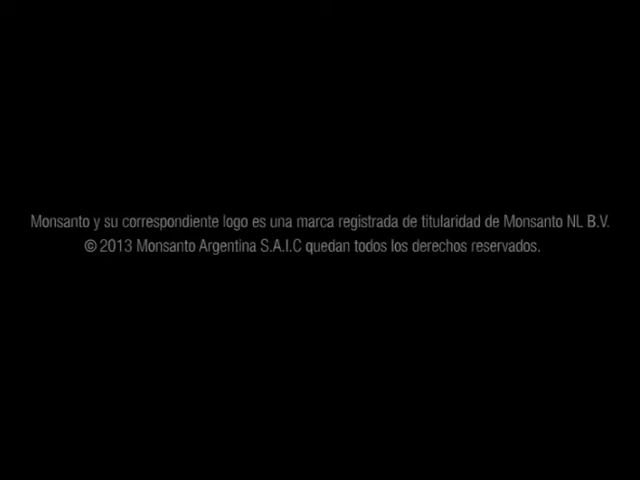 Monsanto y su correspondiente logo es una marca registrada de titularidad de Monsanto NL B.V.
© 2013 Monsanto Argentina S.A.I.C quedan todos los derechos reservados.